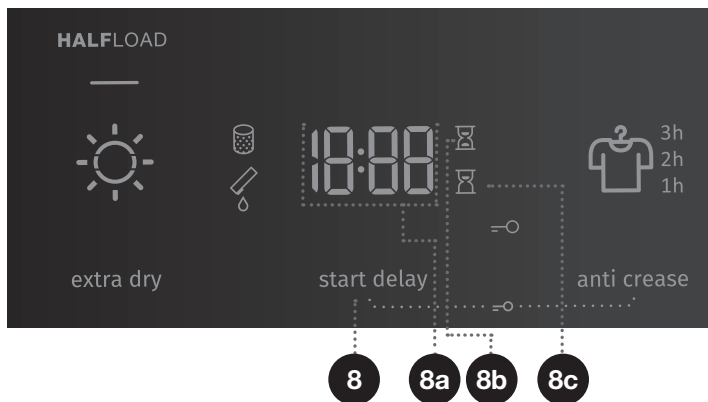 HALFLOAD
18:88
3h
2h
1h
extra dry
start delay
anti crease
8
8a
8b
8c